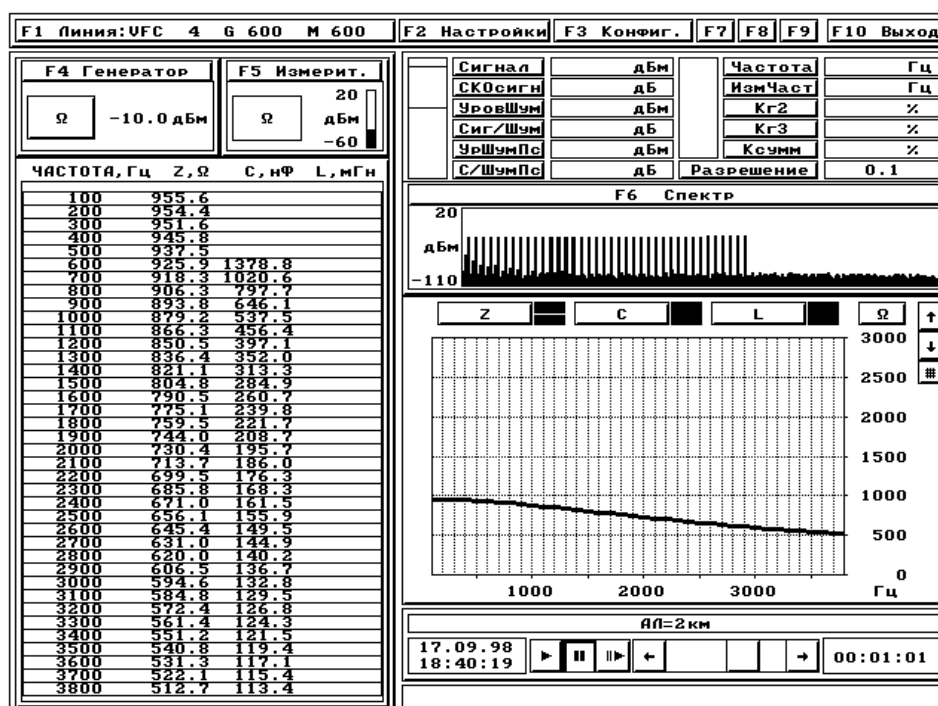 F1 Линия:VFC 4 G 600 M 600 F2 Настройки F3 Конфиг. F7 F8 F9 F10 Выход
F4 Генератор F5 Измерит.
Ω -10.0 дБм Ω 20 дБм -60
ЧАСТОТА,Гц Z,Ω C,нФ L,мГн
100 955.6
200 954.4
300 951.6
400 945.8
500 937.5
600 925.9 1378.8
700 918.3 1020.6
800 906.3 797.7
900 893.8 646.1
1000 879.2 537.5
1100 866.3 456.4
1200 850.5 397.1
1300 836.4 352.0
1400 821.1 313.3
1500 804.8 284.9
1600 790.5 260.7
1700 775.1 239.8
1800 759.5 221.7
1900 744.0 208.7
2000 730.4 195.7
2100 713.7 186.0
2200 699.5 176.3
2300 685.8 168.3
2400 671.0 161.5
2500 656.1 155.9
2600 645.4 149.5
2700 631.0 144.9
2800 620.0 140.2
2900 606.5 136.7
3000 594.6 132.8
3100 584.8 129.5
3200 572.4 126.8
3300 561.4 124.3
3400 551.2 121.5
3500 540.8 119.4
3600 531.3 117.1
3700 522.1 115.4
3800 512.7 113.4
Сигнал дБм Частота Гц
СКОсигн дБ ИзмЧаст Гц
УровШум дБм Кг2 %
Сиг/Шум дБ Кг3 %
УрШумПс дБм Ксумм %
С/ШумПс дБ Разрешение 0.1
F6 Спектр
20
дБм
-110
Z C L Ω
3000
2500
2000
1500
1000
500
0
1000 2000 3000 Гц
АЛ=2км
17.09.98
18:40:19
00:01:01